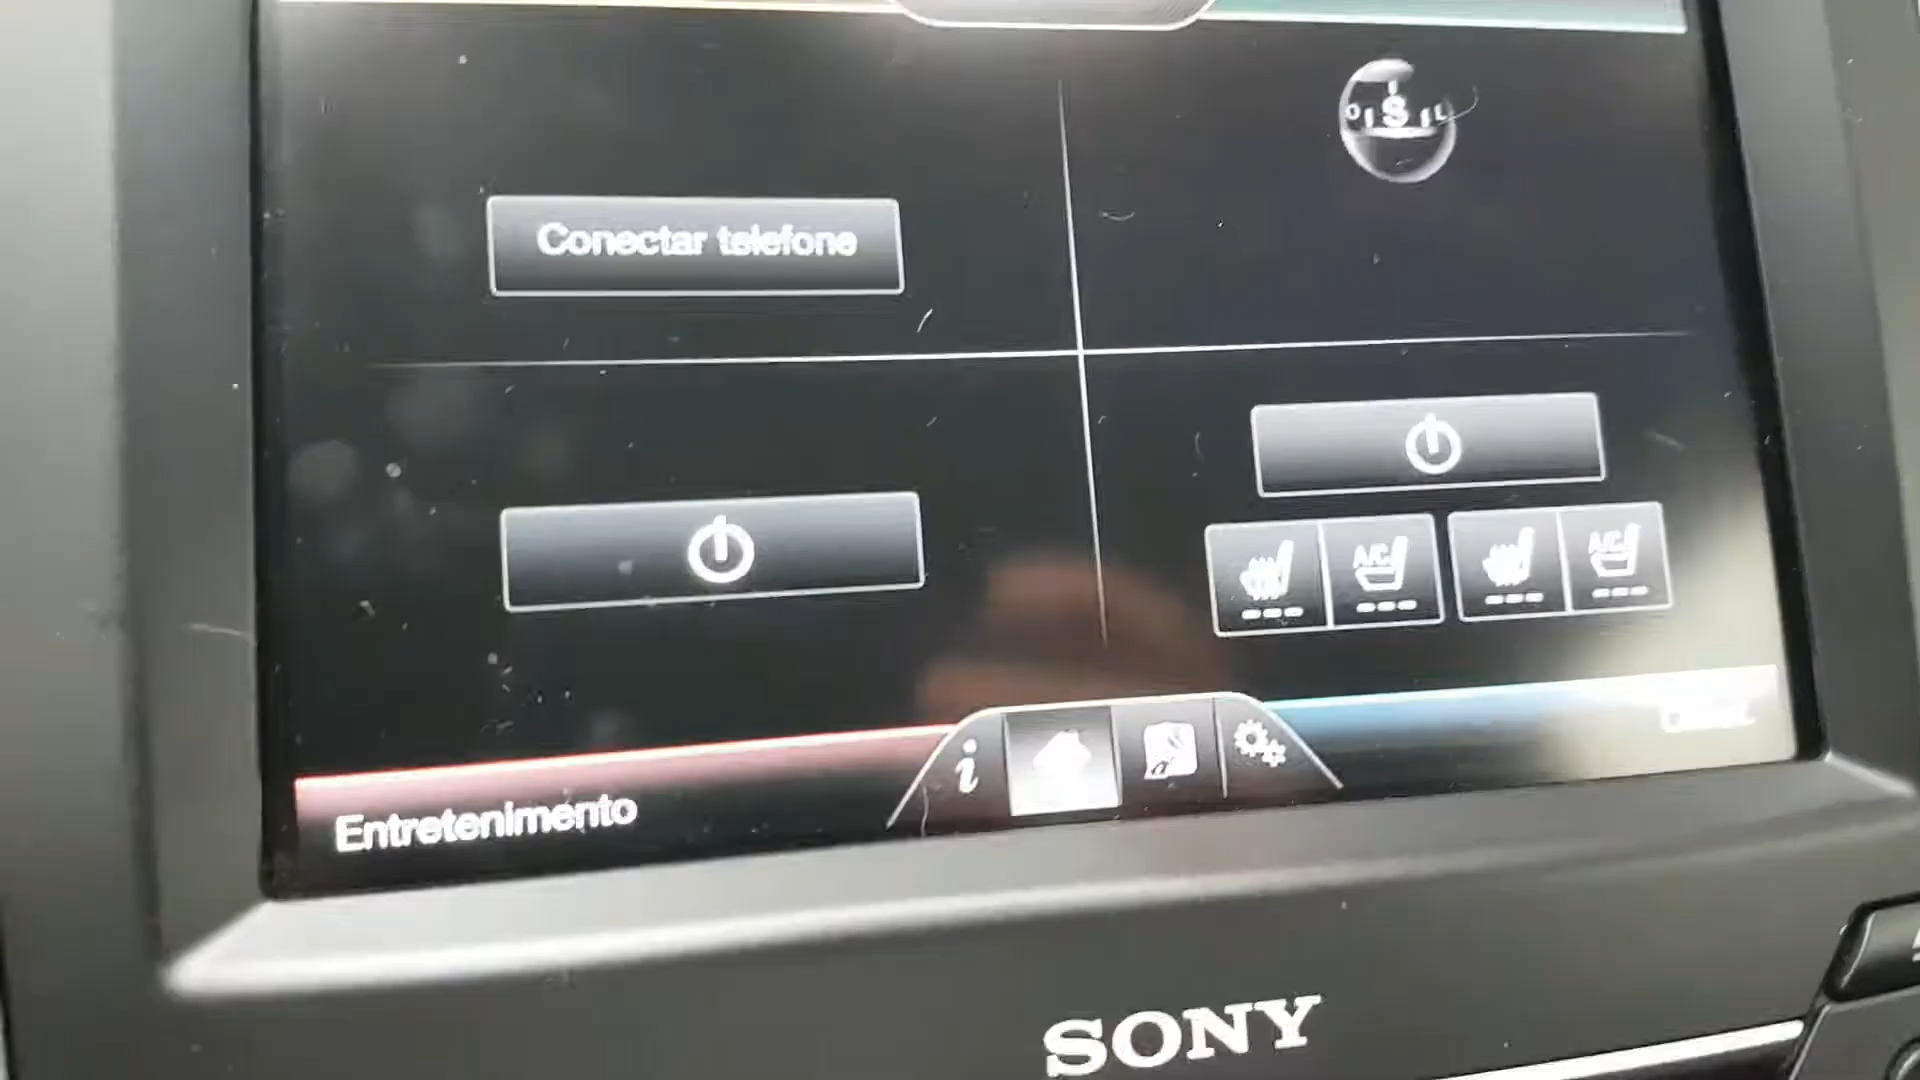 S
Conectar telefone
A/C
A/C
i
Entretenimento
SONY